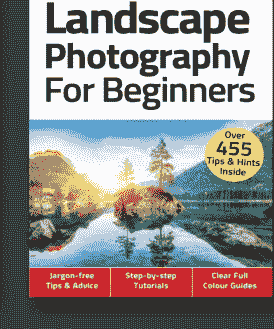 Landscape
Photography
For Beginners
Over
455
Tips & Hints
Inside
Jargon-free
Tips & Advice
Step-by-step
Tutorials
Clear Full
Colour Guides